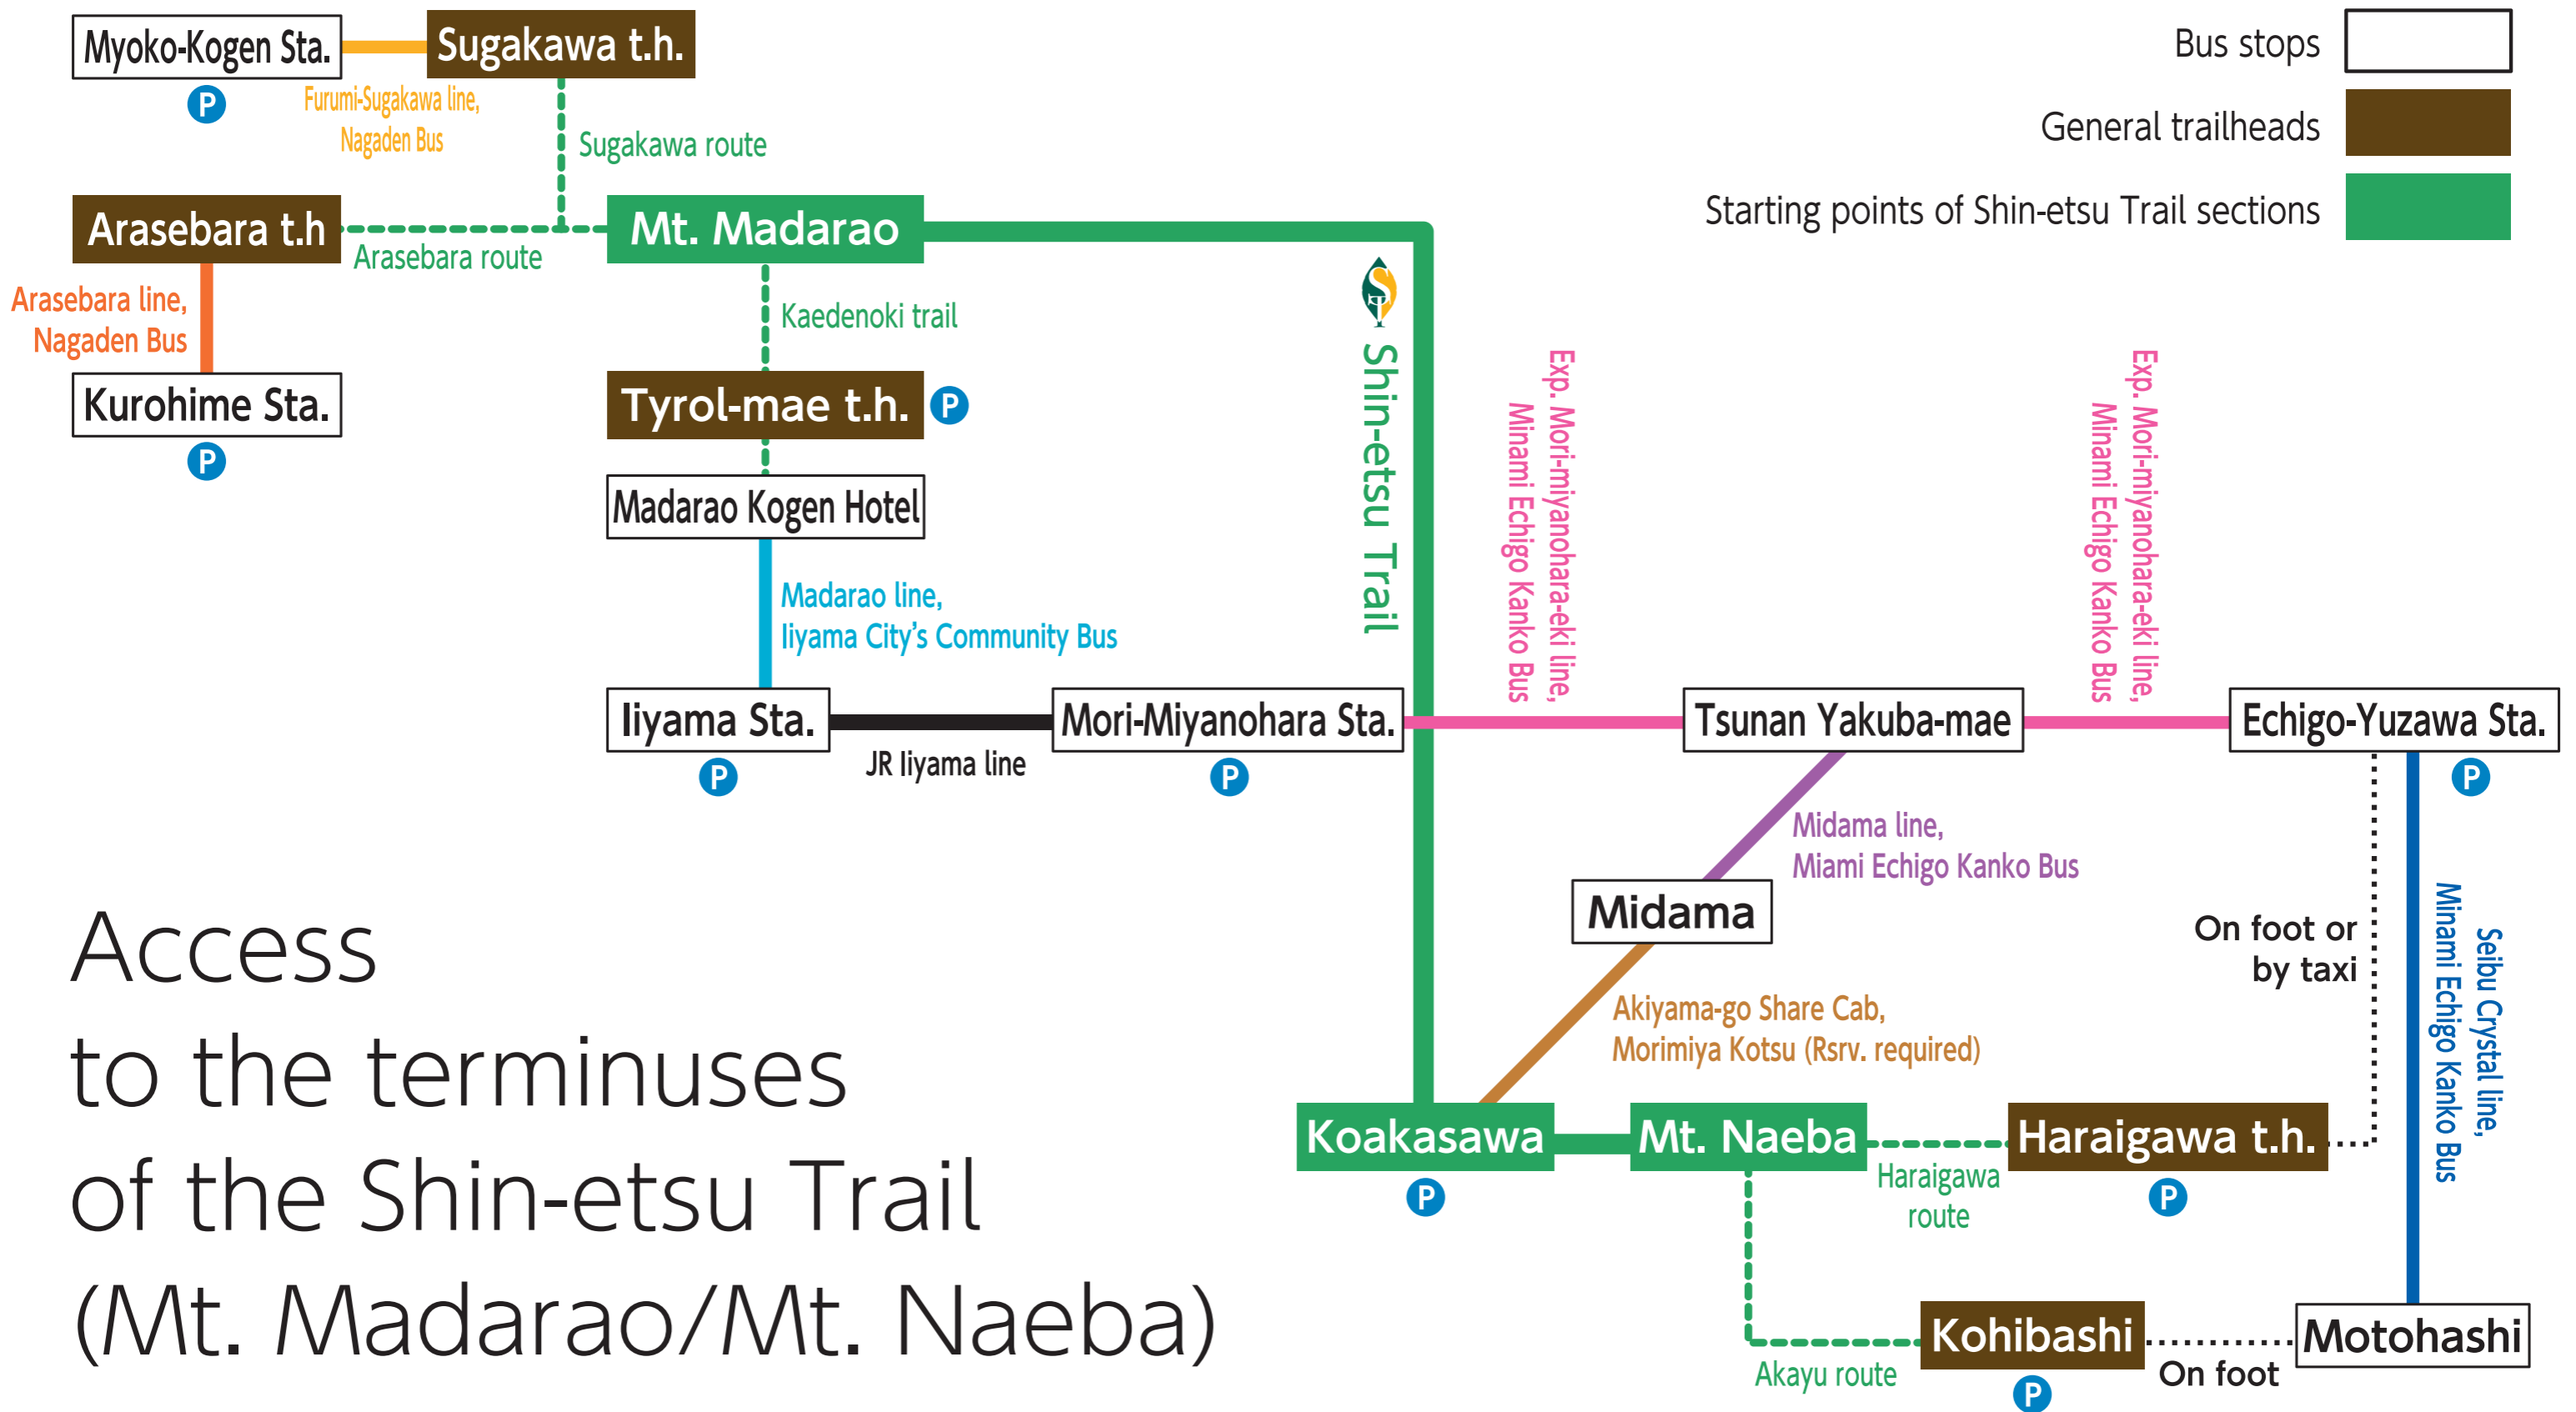 Myoko-Kogen Sta.
Sugakawa t.h.
P
Furumi-Sugakawa line,
Nagaden Bus
Sugakawa route
Bus stops
General trailheads
Starting points of Shin-etsu Trail sections
Arasebara t.h
Arasebara route
Mt. Madarao
Arasebara line,
Nagaden Bus
Kaedenoki trail
Kurohime Sta.
P
Tyrol-mae t.h.
P
Madarao Kogen Hotel
Madarao line,
Iiyama City's Community Bus
ST
Shin-etsu Trail
Exp. Mori-miyanohara-eki line,
Minami Echigo Kanko Bus
Exp. Mori-miyanohara-eki line,
Minami Echigo Kanko Bus
Iiyama Sta.
P
JR Iiyama line
Mori-Miyanohara Sta.
P
Tsunan Yakuba-mae
Echigo-Yuzawa Sta.
P
Midama line,
Miami Echigo Kanko Bus
Midama
Akiyama-go Share Cab,
Morimiya Kotsu (Rsrv. required)
On foot or
by taxi
Seibu Crystal line,
Minami Echigo Kanko Bus
Koakasawa
P
Mt. Naeba
Haraigawa
route
Haraigawa t.h.
P
Akayu route
Kohibashi
P
On foot
Motohashi
Access
to the terminuses
of the Shin-etsu Trail
(Mt. Madarao/Mt. Naeba)